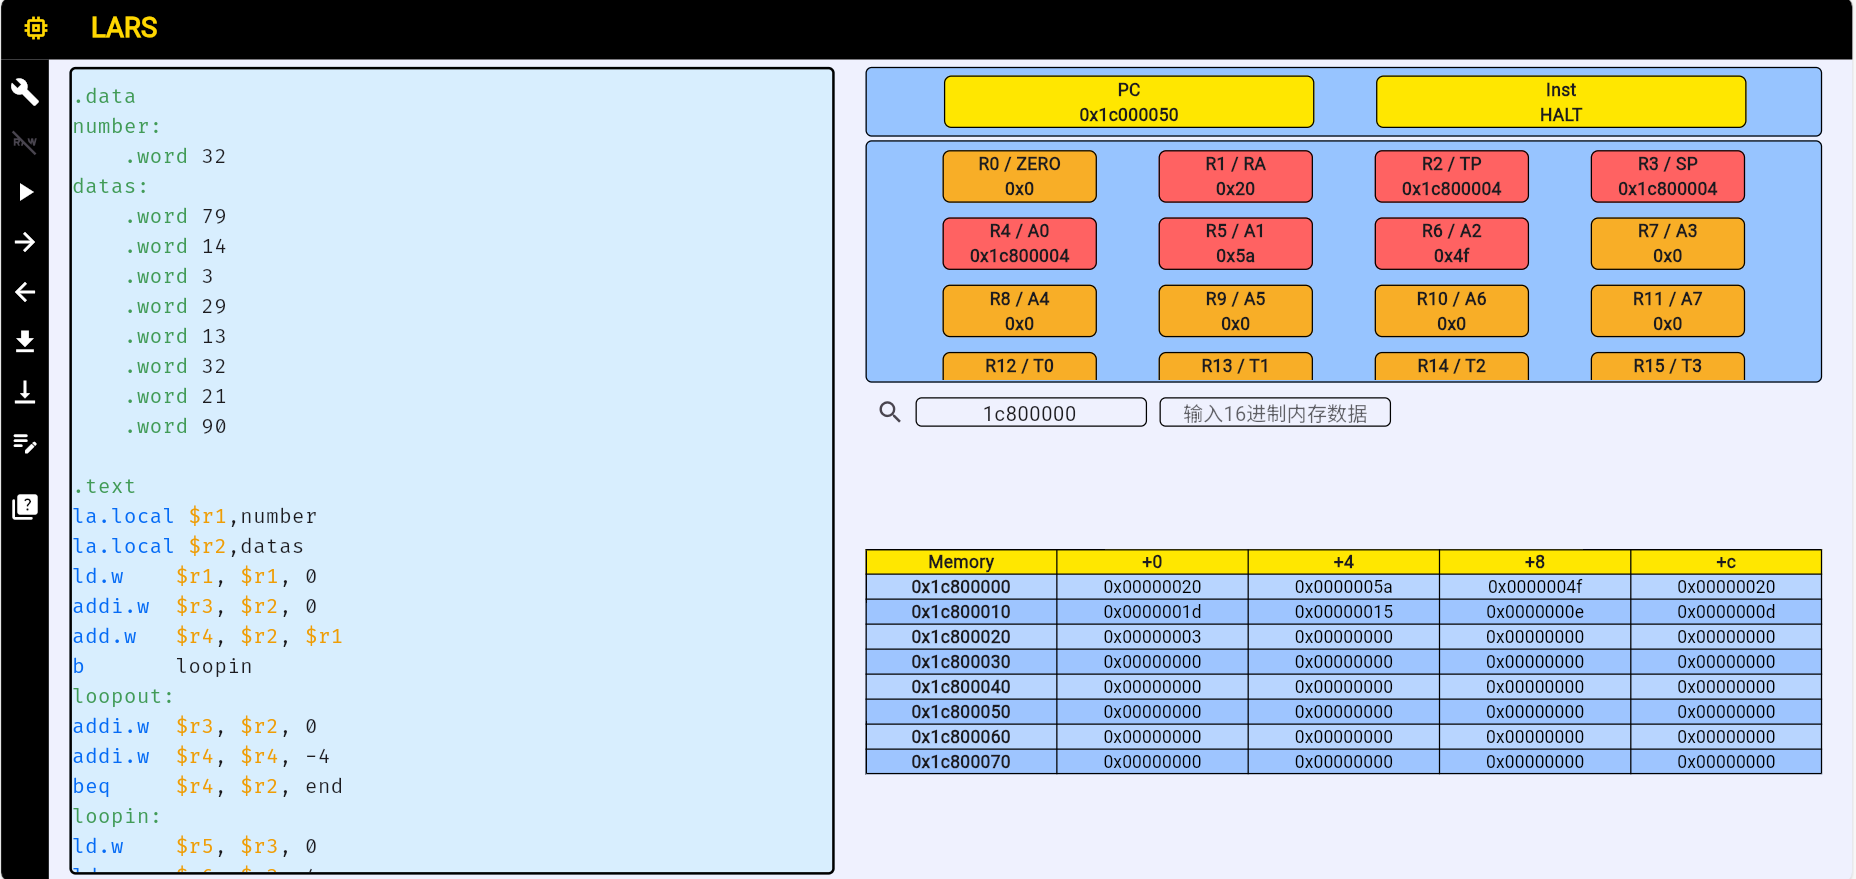 LARS
.data
number:
.word 32
datas:
.word 79
.word 14
.word 3
.word 29
.word 13
.word 32
.word 21
.word 90
.text
la.local $r1,number
la.local $r2,datas
ld.w $r1, $r1, 0
addi.w $r3, $r2, 0
add.w $r4, $r2, $r1
b loopin
loopout:
addi.w $r3, $r2, 0
addi.w $r4, $r4, -4
beq $r4, $r2, end
loopin:
ld.w $r5, $r3, 0
PC
0x1c000050
Inst
HALT
R0 / ZERO
0x0
R1 / RA
0x20
R2 / TP
0x1c800004
R3 / SP
0x1c800004
R4 / A0
0x1c800004
R5 / A1
0x5a
R6 / A2
0x4f
R7 / A3
0x0
R8 / A4
0x0
R9 / A5
0x0
R10 / A6
0x0
R11 / A7
0x0
R12 / T0
R13 / T1
R14 / T2
R15 / T3
1c800000
输入16进制内存数据
Memory +0 +4 +8 +c
0x1c800000 0x00000020 0x0000005a 0x0000004f 0x00000020
0x1c800010 0x0000001d 0x00000015 0x0000000e 0x0000000d
0x1c800020 0x00000003 0x00000000 0x00000000 0x00000000
0x1c800030 0x00000000 0x00000000 0x00000000 0x00000000
0x1c800040 0x00000000 0x00000000 0x00000000 0x00000000
0x1c800050 0x00000000 0x00000000 0x00000000 0x00000000
0x1c800060 0x00000000 0x00000000 0x00000000 0x00000000
0x1c800070 0x00000000 0x00000000 0x00000000 0x00000000